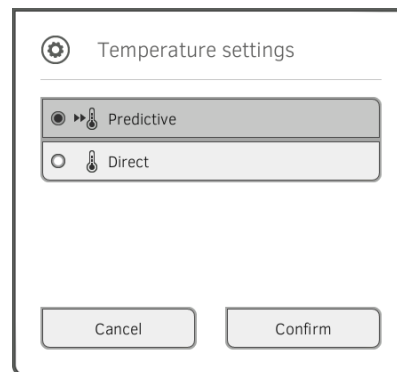 Temperature settings
Predictive
Direct
Cancel
Confirm